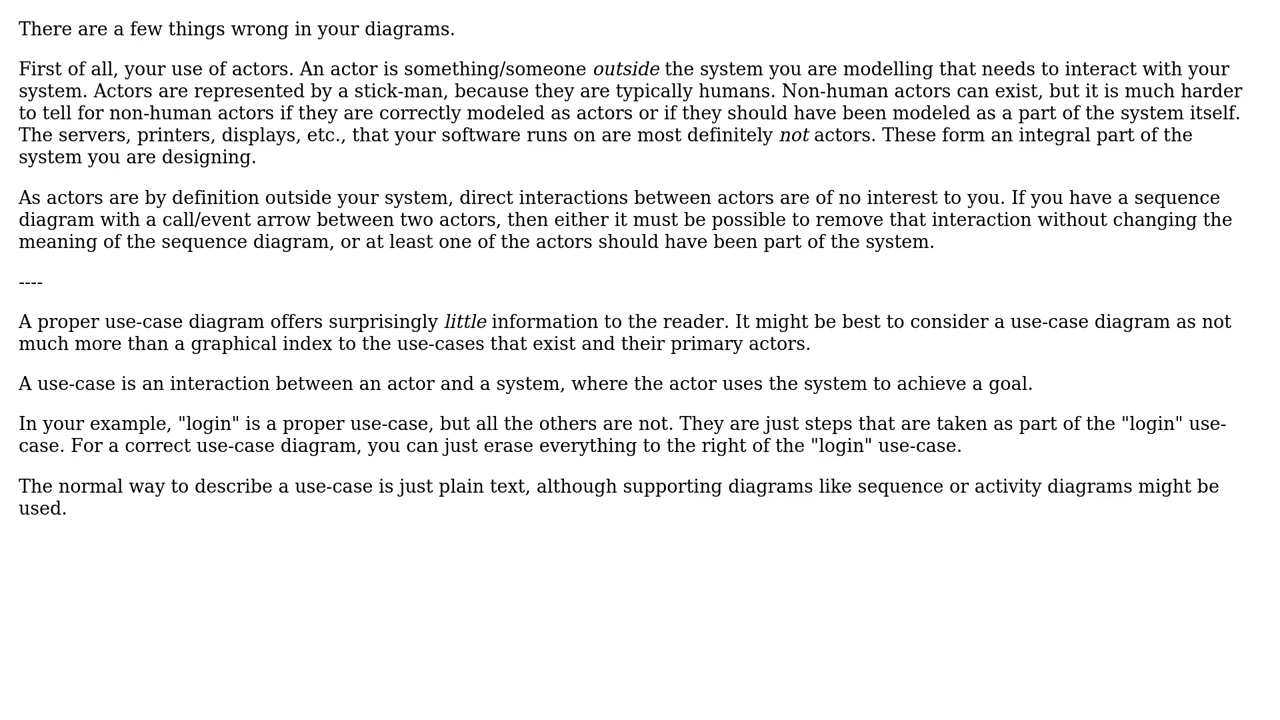 There are a few things wrong in your diagrams.
First of all, your use of actors. An actor is something/someone outside the system you are modelling that needs to interact with your
system. Actors are represented by a stick-man, because they are typically humans. Non-human actors can exist, but it is much harder
to tell for non-human actors if they are correctly modeled as actors or if they should have been modeled as a part of the system itself.
The servers, printers, displays, etc., that your software runs on are most definitely not actors. These form an integral part of the
system you are designing.
As actors are by definition outside your system, direct interactions between actors are of no interest to you. If you have a sequence
diagram with a call/event arrow between two actors, then either it must be possible to remove that interaction without changing the
meaning of the sequence diagram, or at least one of the actors should have been part of the system.
----
A proper use-case diagram offers surprisingly little information to the reader. It might be best to consider a use-case diagram as not
much more than a graphical index to the use-cases that exist and their primary actors.
A use-case is an interaction between an actor and a system, where the actor uses the system to achieve a goal.
In your example, "login" is a proper use-case, but all the others are not. They are just steps that are taken as part of the "login" use-
case. For a correct use-case diagram, you can just erase everything to the right of the "login" use-case.
The normal way to describe a use-case is just plain text, although supporting diagrams like sequence or activity diagrams might be
used.